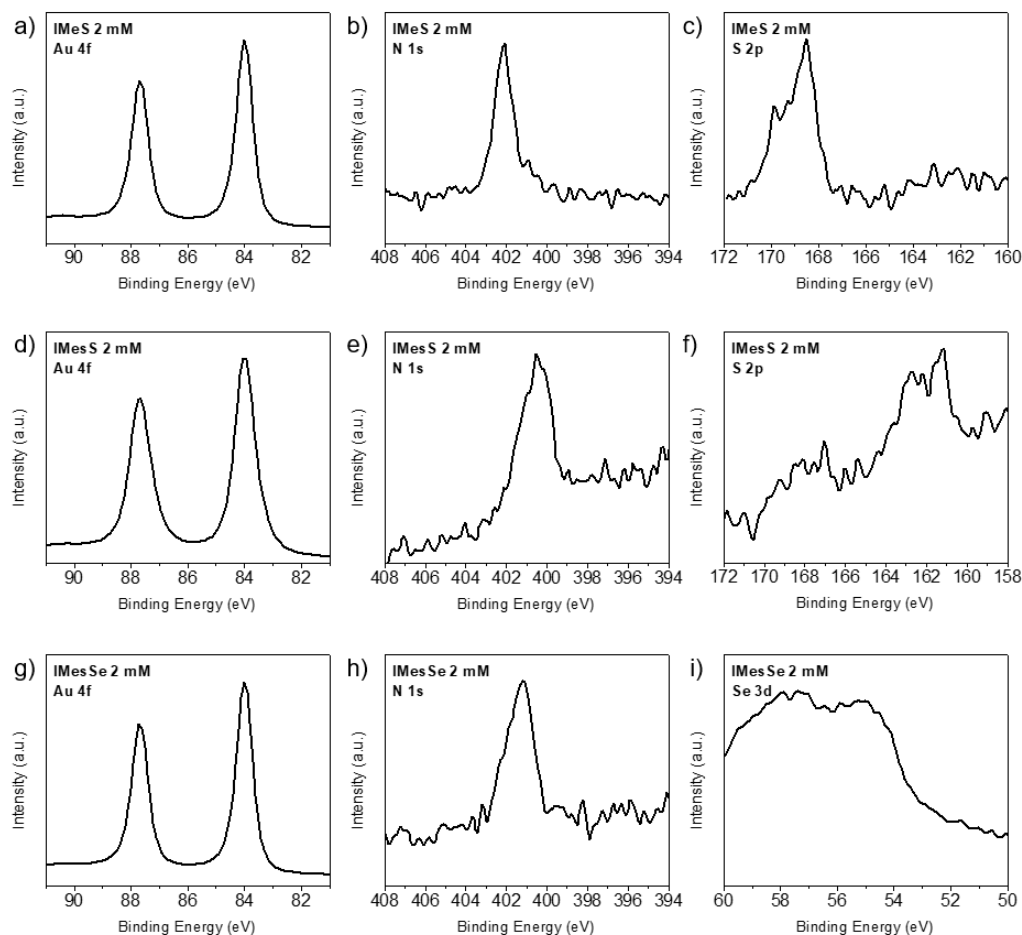 a)
IMeS 2 mM
Au 4f
Intensity (a.u.)
90 88 86 84 82
Binding Energy (eV)
b)
IMeS 2 mM
N 1s
Intensity (a.u.)
408 406 404 402 400 398 396 394
Binding Energy (eV)
c)
IMeS 2 mM
S 2p
Intensity (a.u.)
172 170 168 166 164 162 160
Binding Energy (eV)
d)
IMesS 2 mM
Au 4f
Intensity (a.u.)
90 88 86 84 82
Binding Energy (eV)
e)
IMesS 2 mM
N 1s
Intensity (a.u.)
408 406 404 402 400 398 396 394
Binding Energy (eV)
f)
IMesS 2 mM
S 2p
Intensity (a.u.)
172 170 168 166 164 162 160 158
Binding Energy (eV)
g)
IMesSe 2 mM
Au 4f
Intensity (a.u.)
90 88 86 84 82
Binding Energy (eV)
h)
IMesSe 2 mM
N 1s
Intensity (a.u.)
408 406 404 402 400 398 396 394
Binding Energy (eV)
i)
IMesSe 2 mM
Se 3d
Intensity (a.u.)
60 58 56 54 52 50
Binding Energy (eV)